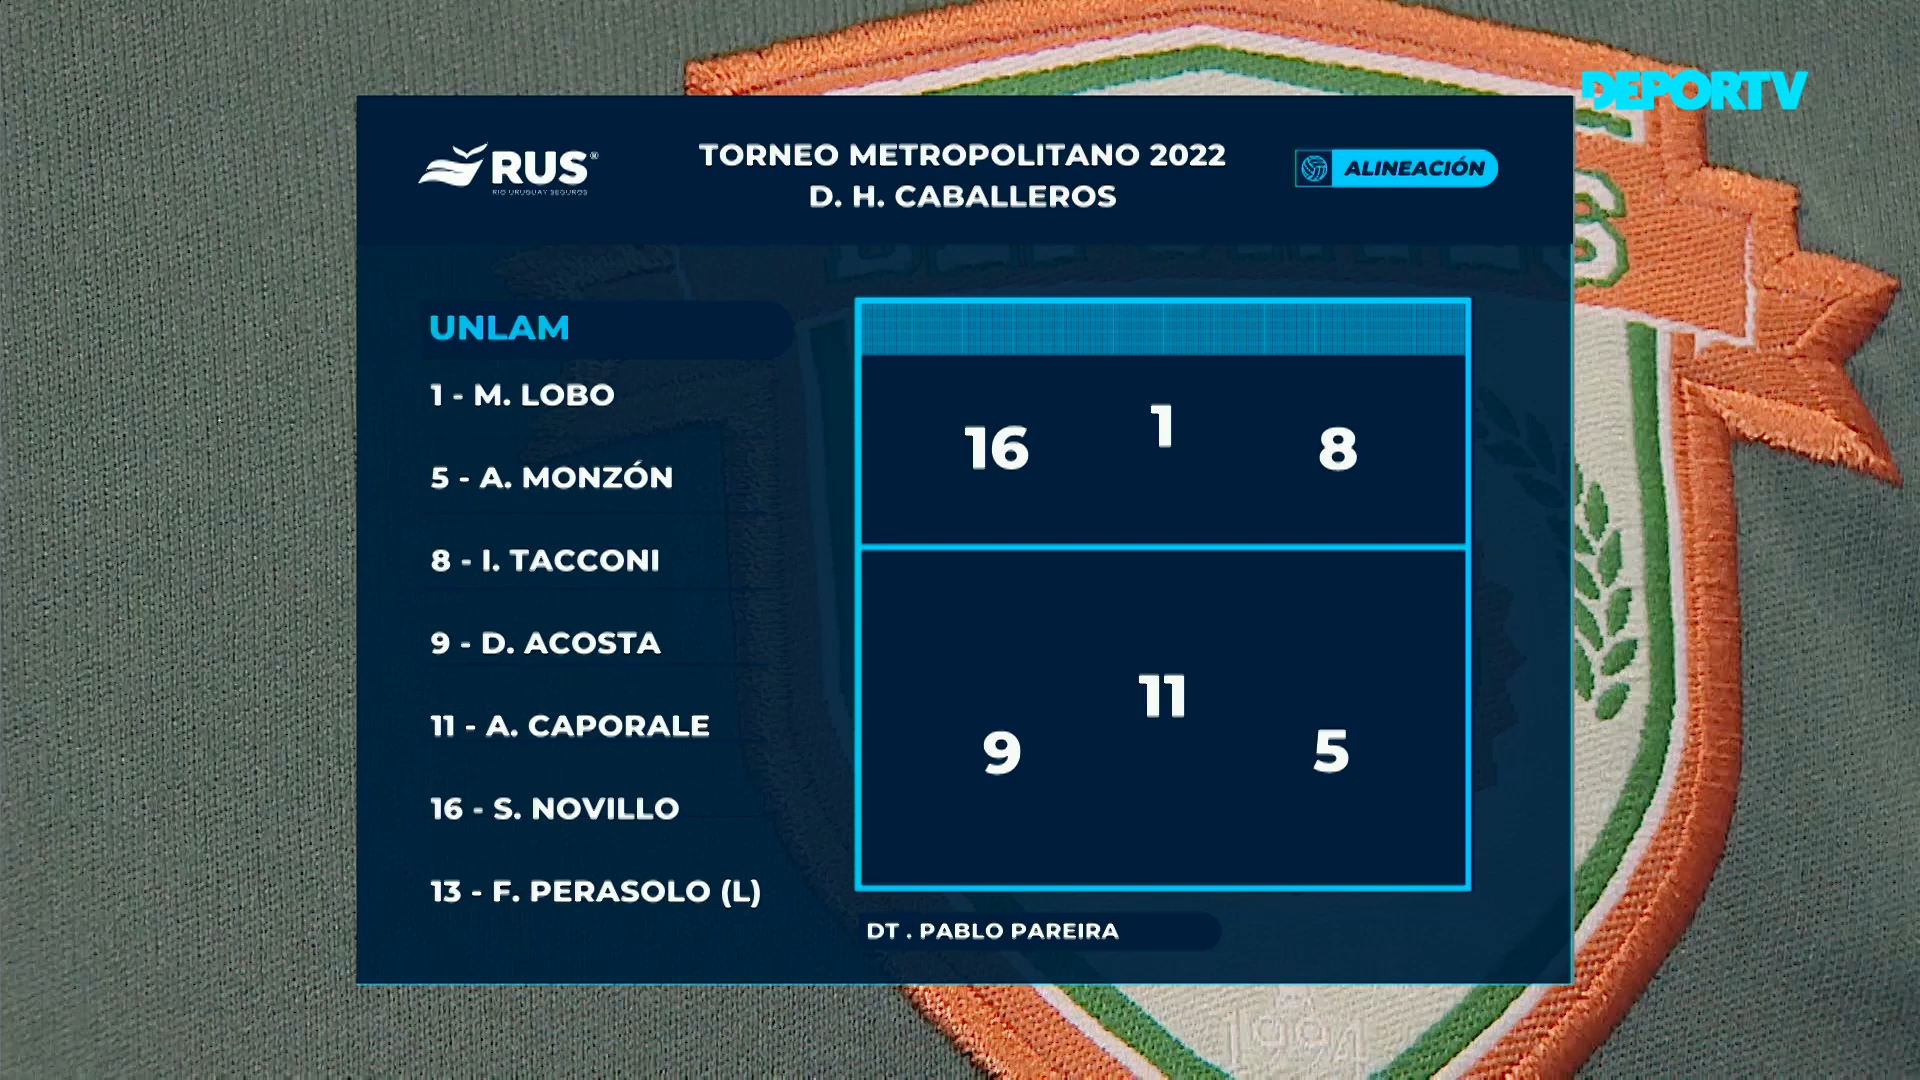 DEPORTV
RUS®
RIO URUGUAY SEGUROS
TORNEO METROPOLITANO 2022
D. H. CABALLEROS
ALINEACIÓN
UNLAM
1 - M. LOBO
5 - A. MONZÓN
8 - I. TACCONI
9 - D. ACOSTA
11 - A. CAPORALE
16 - S. NOVILLO
13 - F. PERASOLO (L)
16 1 8
9 11 5
DT . PABLO PAREIRA
1994